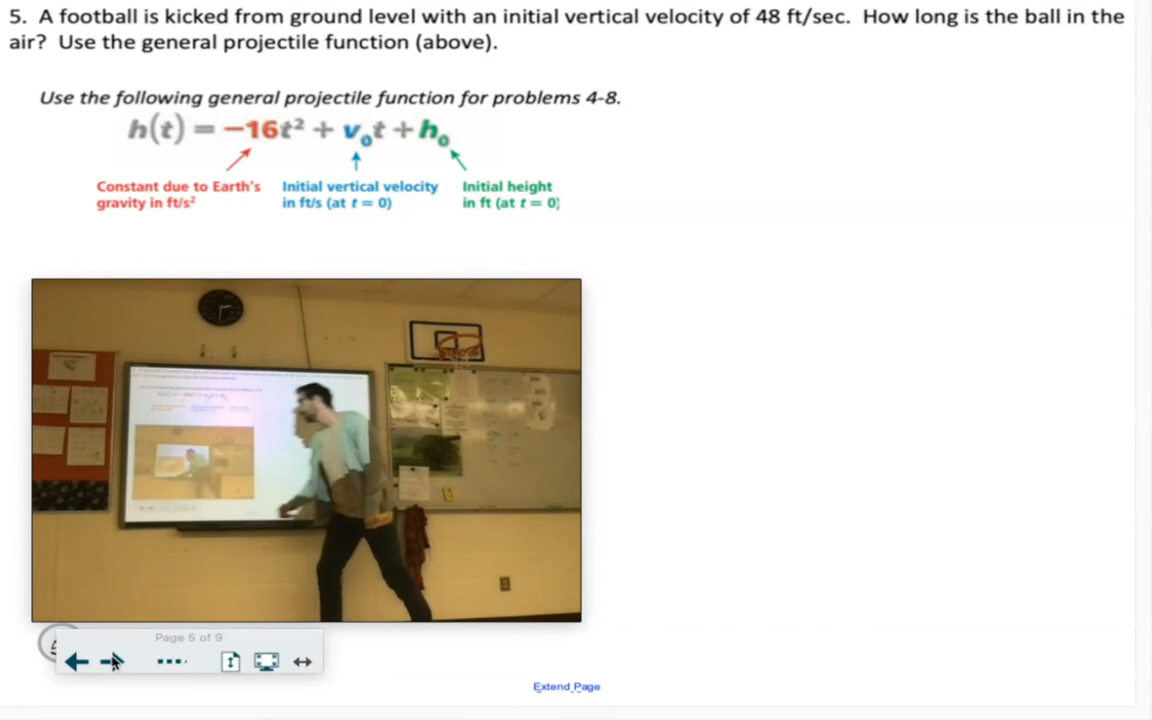 5. A football is kicked from ground level with an initial vertical velocity of 48 ft/sec. How long is the ball in the
air? Use the general projectile function (above).
Use the following general projectile function for problems 4-8.
h(t) = −16t² + v₀t + h₀
Constant due to Earth's
gravity in ft/s²
Initial vertical velocity
in ft/s (at t = 0)
Initial height
in ft (at t = 0)
Page 5 of 9
Extend Page